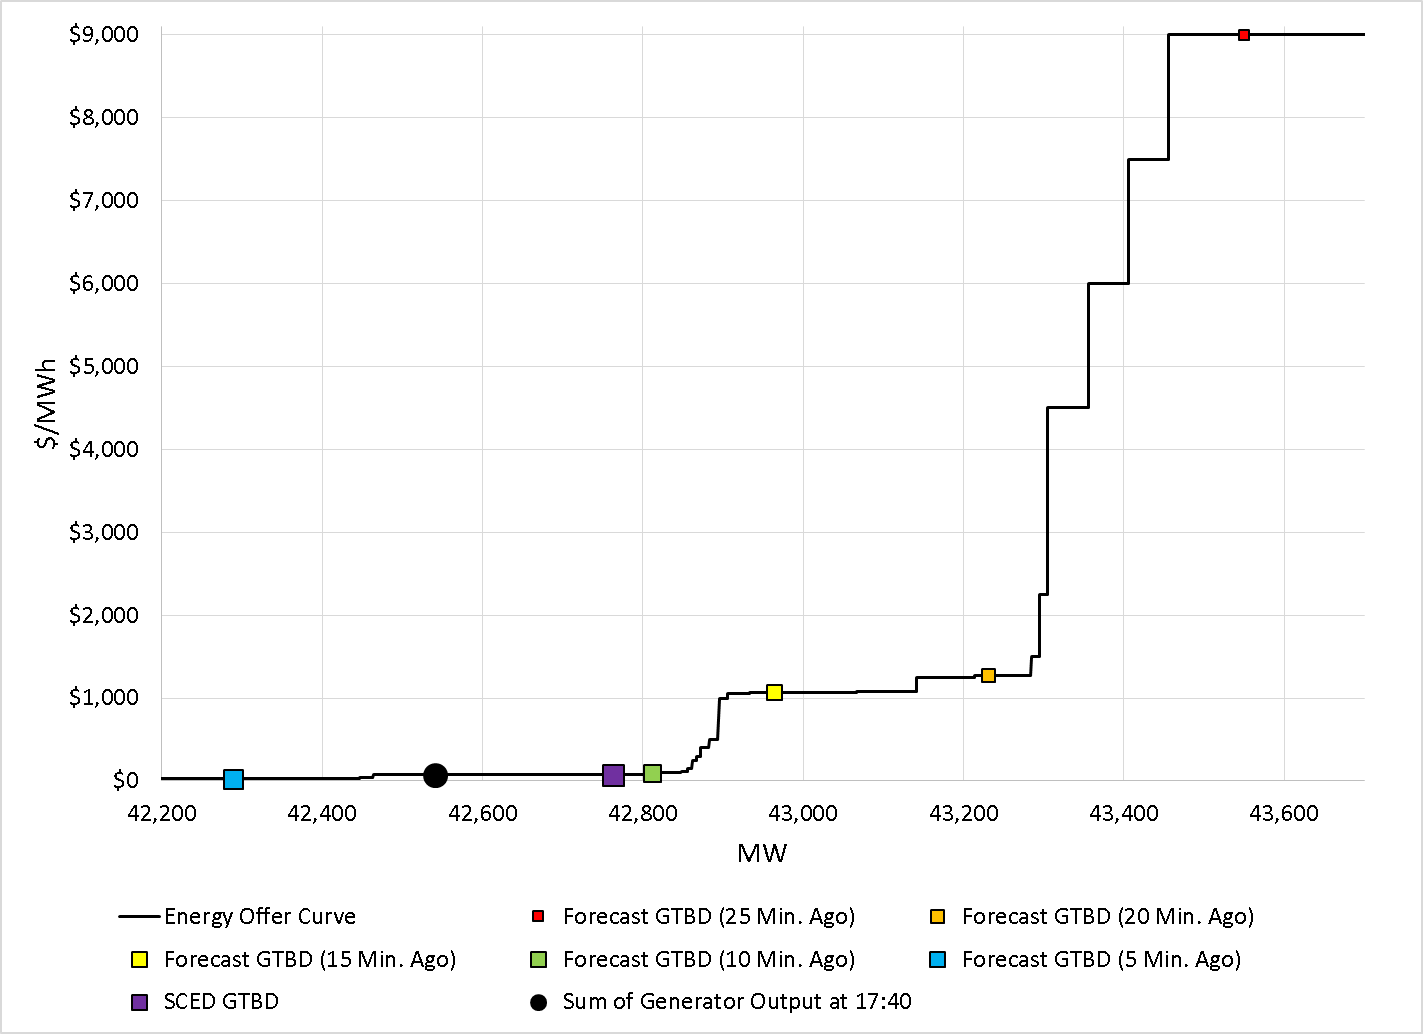 $9,000
$8,000
$7,000
$6,000
$5,000
$4,000
$3,000
$2,000
$1,000
$0
$/MWh
42,200 42,400 42,600 42,800 43,000 43,200 43,400 43,600
MW
Energy Offer Curve Forecast GTBD (25 Min. Ago) Forecast GTBD (20 Min. Ago)
Forecast GTBD (15 Min. Ago) Forecast GTBD (10 Min. Ago) Forecast GTBD (5 Min. Ago)
SCED GTBD Sum of Generator Output at 17:40